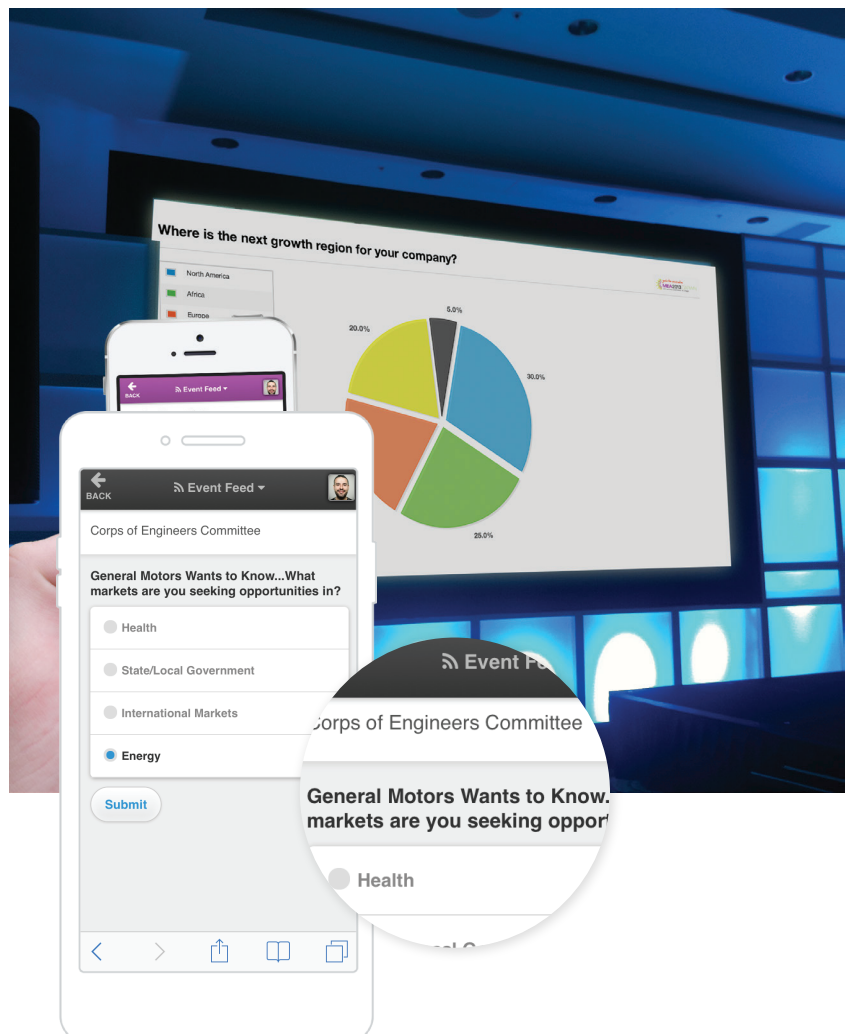 Where is the next growth region for your company?
North America
Africa
Europe
5.0%
20.0%
30.0%
25.0%
BACK
Event Feed
BACK
Event Feed
Corps of Engineers Committee
General Motors Wants to Know...What
markets are you seeking opportunities in?
Health
State/Local Government
International Markets
Energy
Submit
Event
Corps of Engineers Committee
General Motors Wants to Know.
markets are you seeking
Health